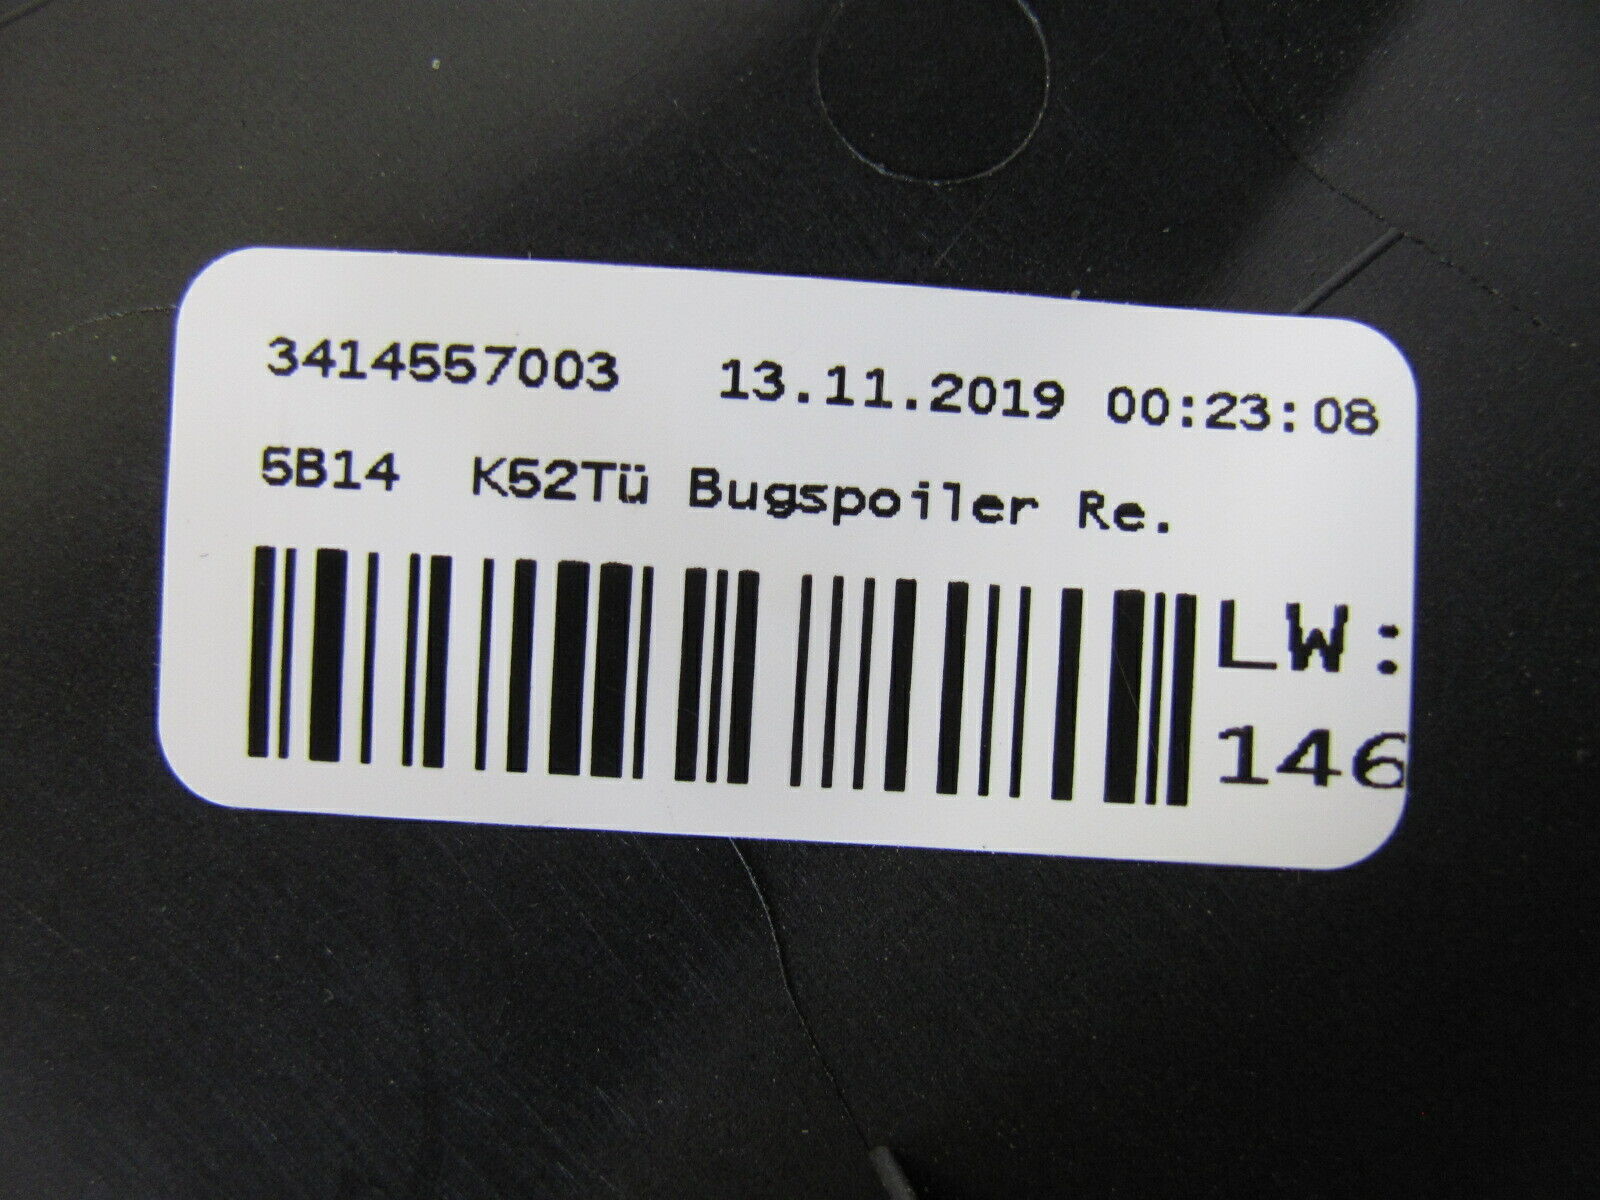 3414557003 13.11.2019 00:23:08
5B14 K52Tü Bugspoiler Re.
LW:
146